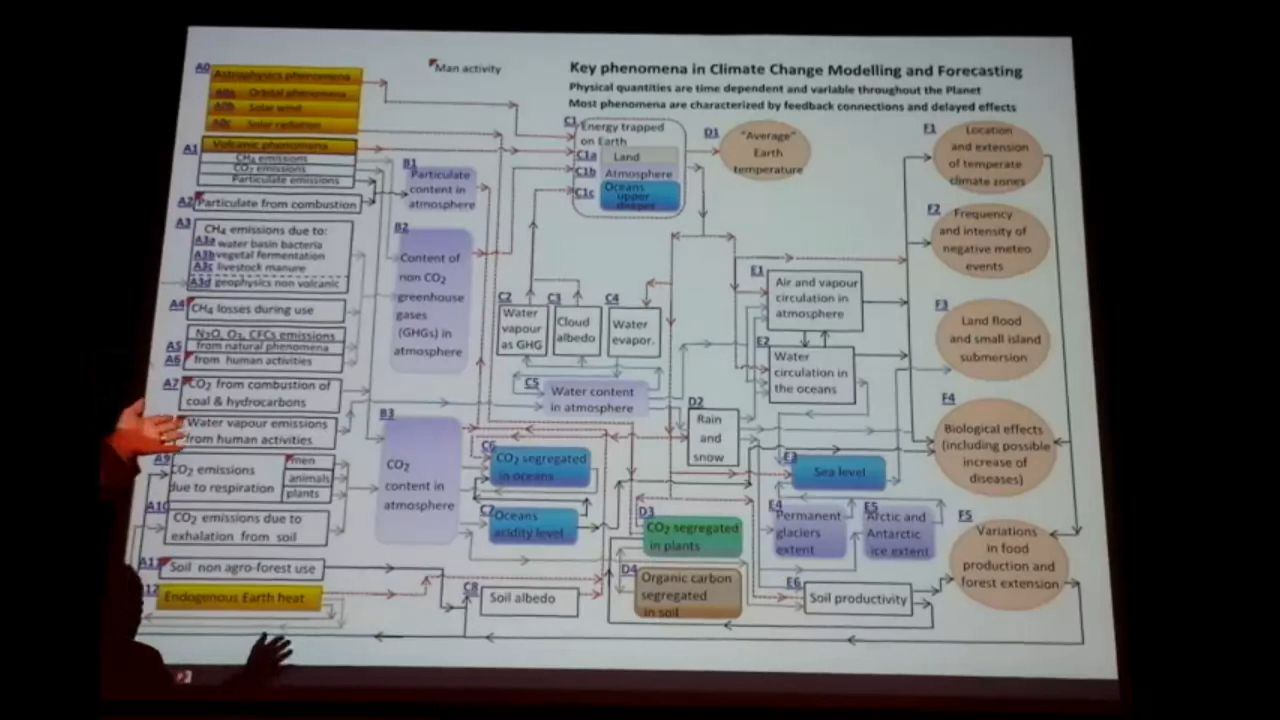 Key phenomena in Climate Change Modelling and Forecasting
Physical quantities are time dependent and variable throughout the Planet
Most phenomena are characterized by feedback connections and delayed effects
Man activity
A0
Astrophysics phenomena
A0a Orbital phenomena
A0b Solar wind
A0c Solar radiation
A1
Volcanic phenomena
CH₄ emissions
CO₂ emissions
Particulate emissions
A2
Particulate from combustion
A3
CH₄ emissions due to:
A3a water basin bacteria
A3b vegetal fermentation
A3c livestock manure
A3d geophysics non volcanic
A4
CH₄ losses during use
N₂O, O₃, CFCs emissions
A5 from natural phenomena
A6 from human activities
A7
CO₂ from combustion of
coal & hydrocarbons
Water vapour emissions
from human activities
A9
CO₂ emissions
due to respiration
men
animals
plants
A10
CO₂ emissions due to
exhalation from soil
Soil non agro-forest use
Endogenous Earth heat
B1
Particulate
content in
atmosphere
B2
Content of
non CO₂
greenhouse
gases
(GHGs) in
atmosphere
B3
CO₂
content in
atmosphere
C1
Energy trapped
on Earth
C1a Land
C1b Atmosphere
C1c Oceans
upper
deeper
C2
Water
vapour
as GHG
C3
Cloud
albedo
C4
Water
evapor.
C5
Water content
in atmosphere
C6
CO₂ segregated
in oceans
C7
Oceans
acidity level
C8
Soil albedo
D1
"Average"
Earth
temperature
D2
Rain
and
snow
D3
CO₂ segregated
in plants
D4
Organic carbon
segregated
in soil
E1
Air and vapour
circulation in
atmosphere
E2
Water
circulation in
the oceans
E3
Sea level
E4
Permanent
glaciers
extent
E5
Arctic and
Antarctic
ice extent
E6
Soil productivity
F1
Location
and extension
of temperate
climate zones
F2
Frequency
and intensity of
negative meteo
events
F3
Land flood
and small island
submersion
F4
Biological effects
(including possible
increase of
diseases)
F5
Variations
in food
production and
forest extension